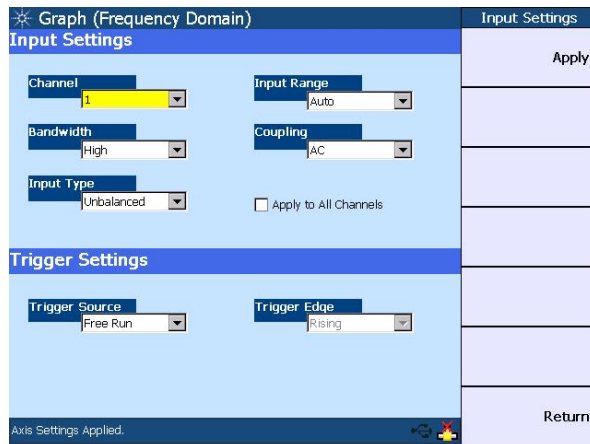 Graph (Frequency Domain)
Input Settings
Input Settings
Apply
Channel
1
Input Range
Auto
Bandwidth
High
Coupling
AC
Input Type
Unbalanced
Apply to All Channels
Trigger Settings
Trigger Source
Free Run
Trigger Edge
Rising
Return
Axis Settings Applied.